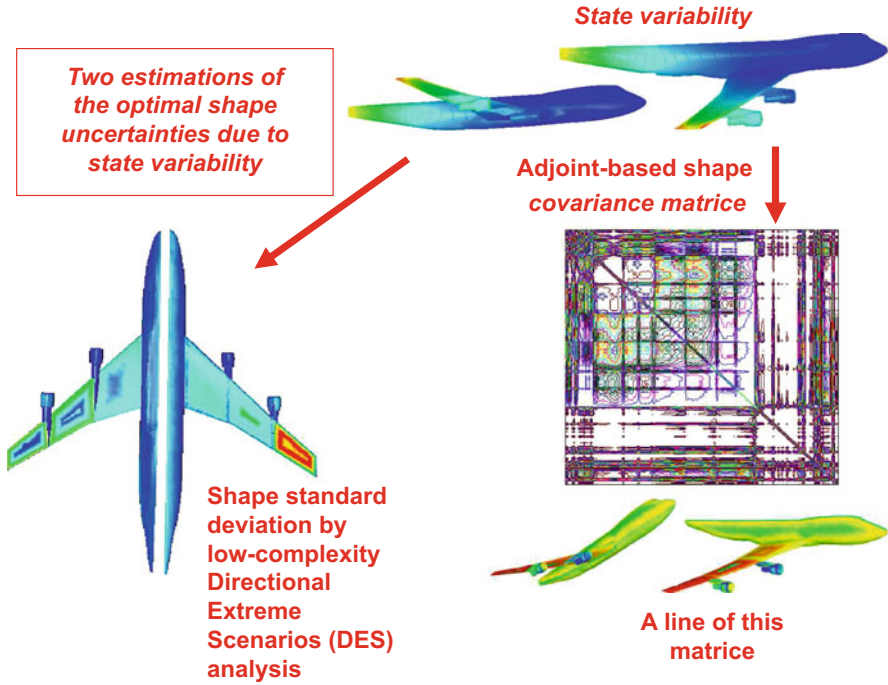 State variability
Two estimations of
the optimal shape
uncertainties due to
state variability
Adjoint-based shape
covariance matrice
Shape standard
deviation by
low-complexity
Directional
Extreme
Scenarios (DES)
analysis
A line of this
matrice